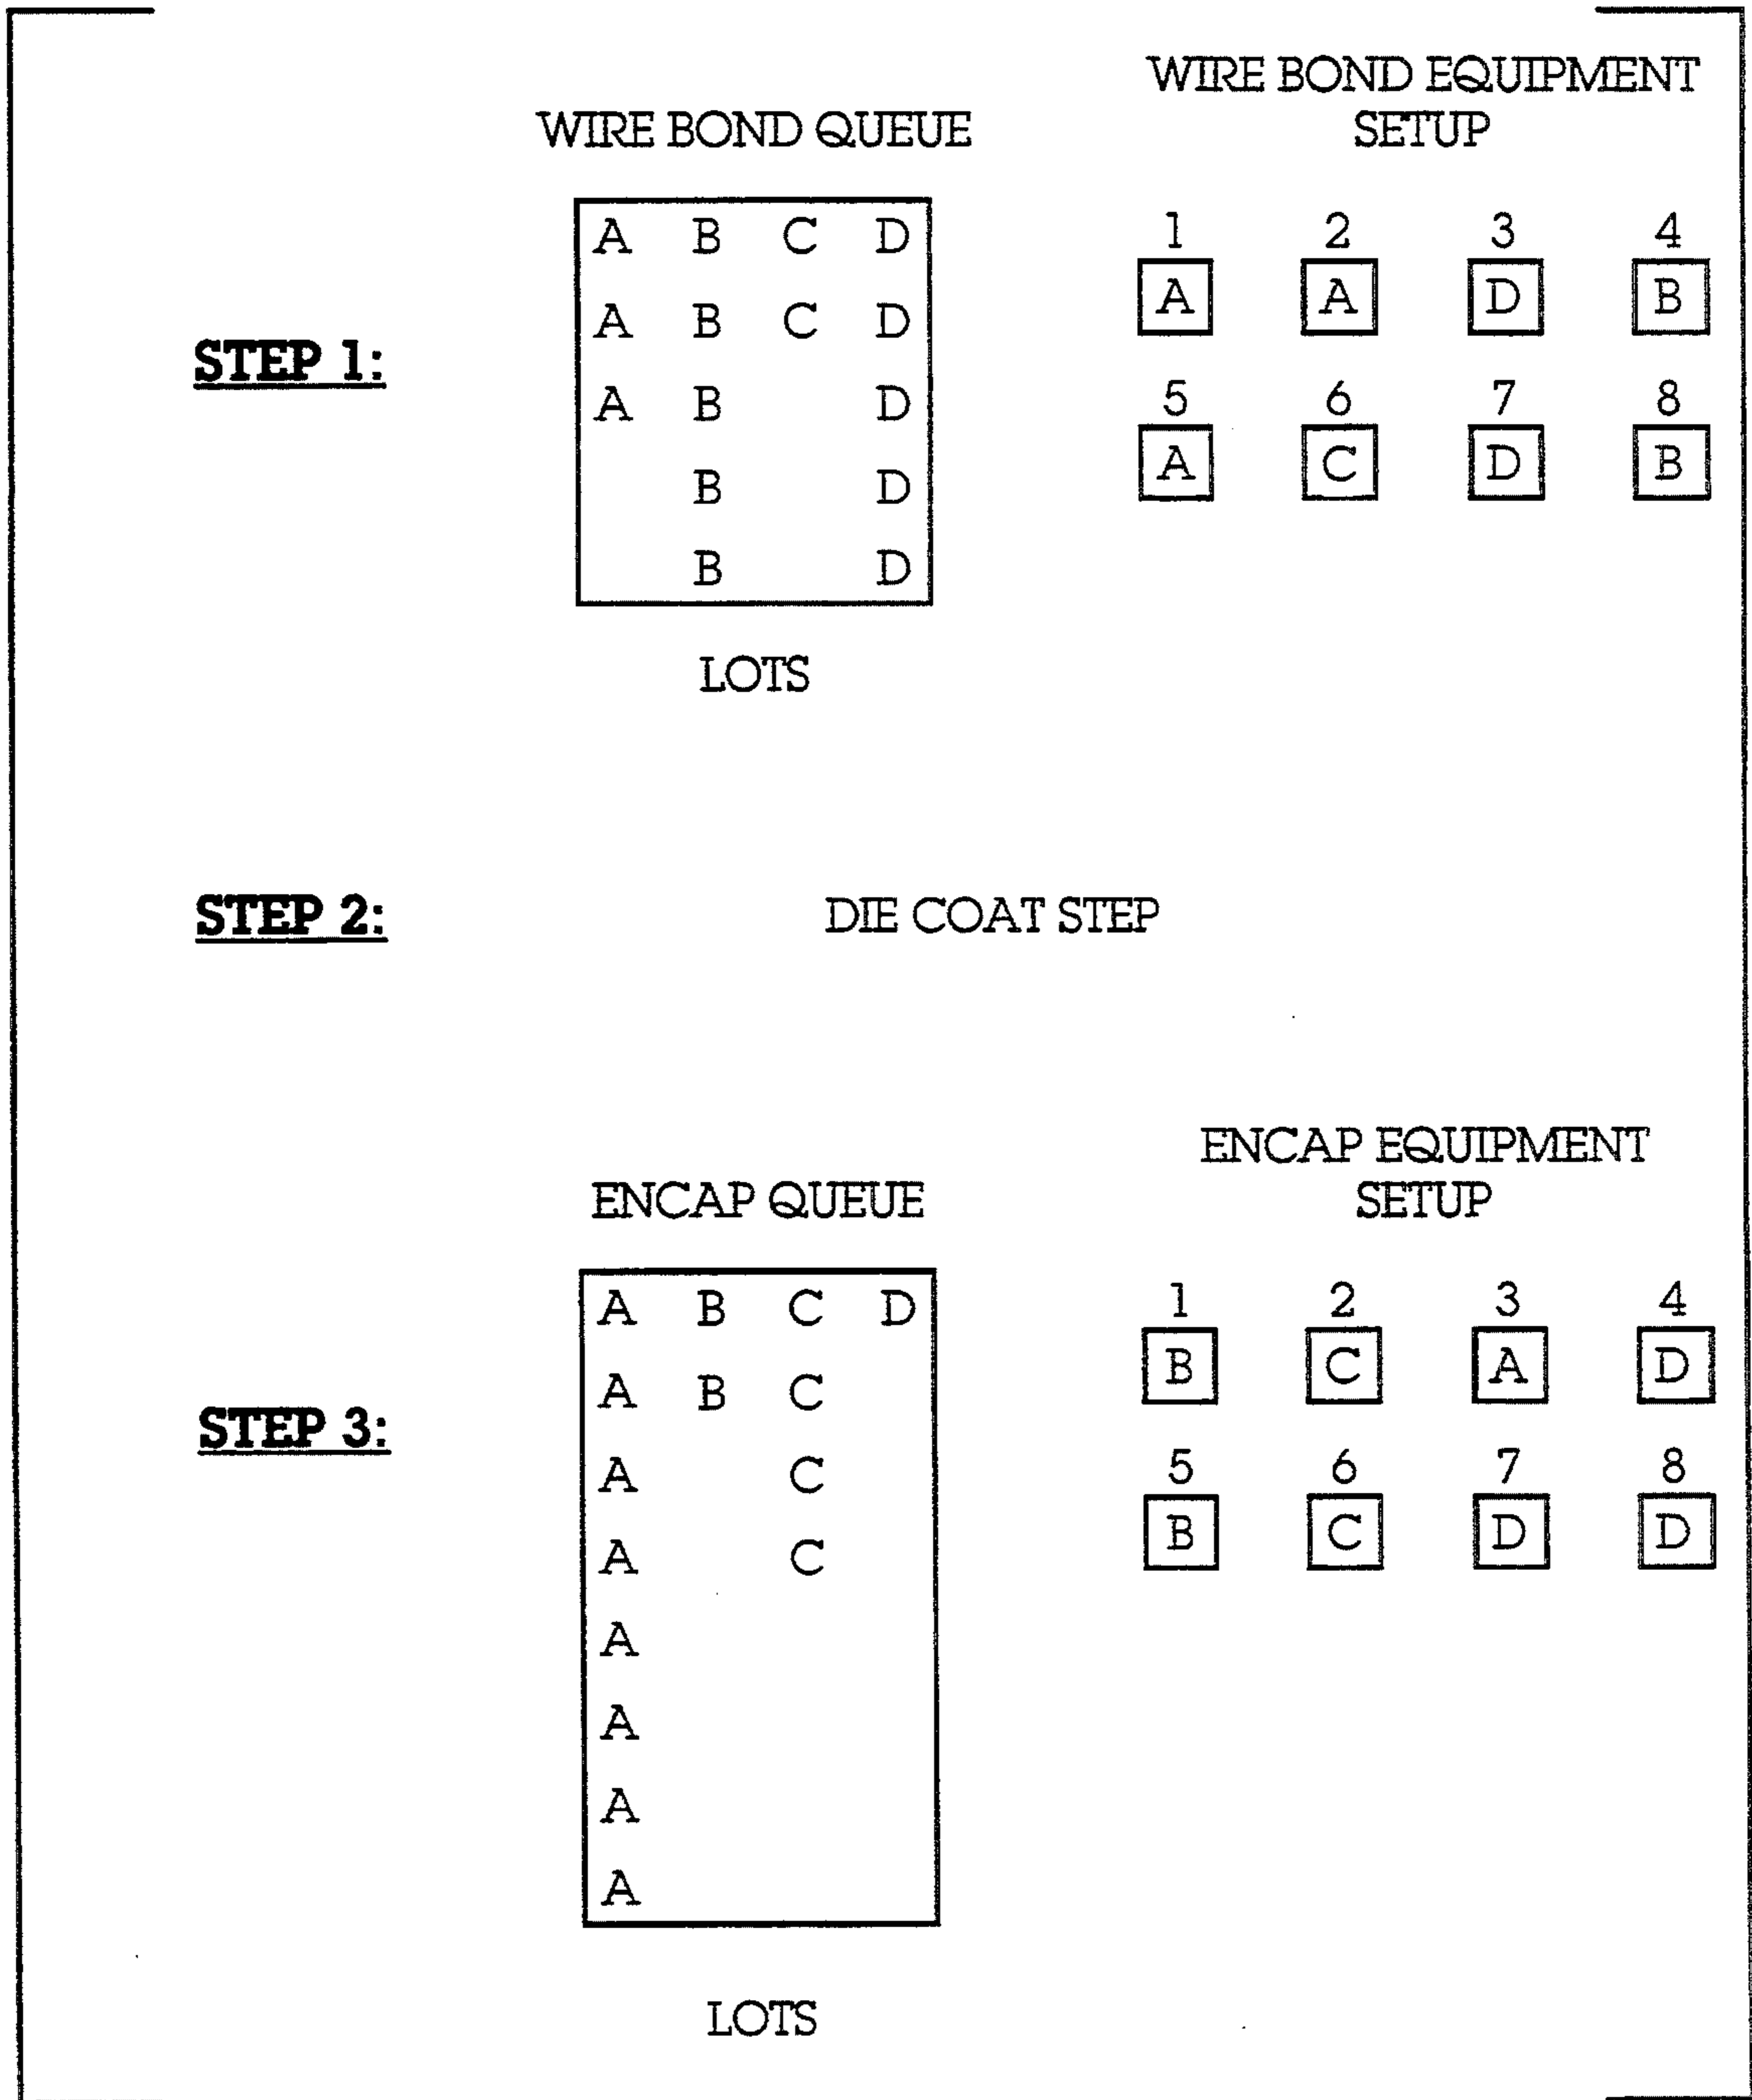 WIRE BOND QUEUE
WIRE BOND EQUIPMENT
SETUP
STEP 1:
A B C D
A B C D
A B D
B D
B D
LOTS
1 2 3 4
A A D B
5 6 7 8
A C D B
STEP 2:
DIE COAT STEP
ENCAP QUEUE
ENCAP EQUIPMENT
SETUP
STEP 3:
A B C D
A B C
A C
A C
A
A
A
A
LOTS
1 2 3 4
B C A D
5 6 7 8
B C D D